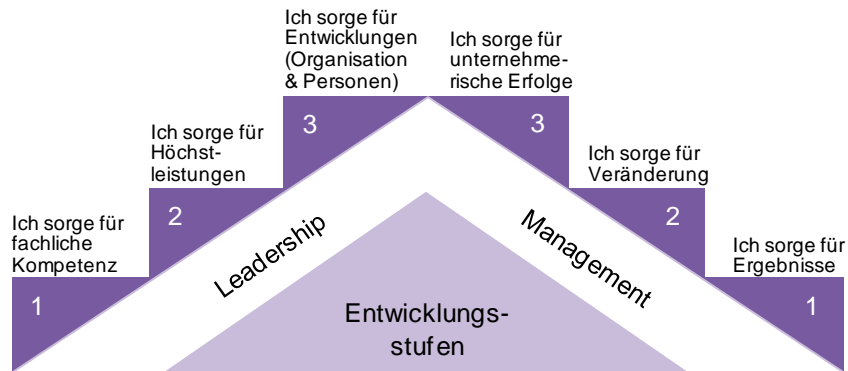 Ich sorge für
Entwicklungen
(Organisation
& Personen)
Ich sorge für
unternehme-
rische Erfolge
3
3
Ich sorge für
Höchst-
leistungen
Ich sorge für
Veränderung
2
2
Ich sorge für
fachliche
Kompetenz
Leadership
Management
Ich sorge für
Ergebnisse
1
1
Entwicklungs-
stufen